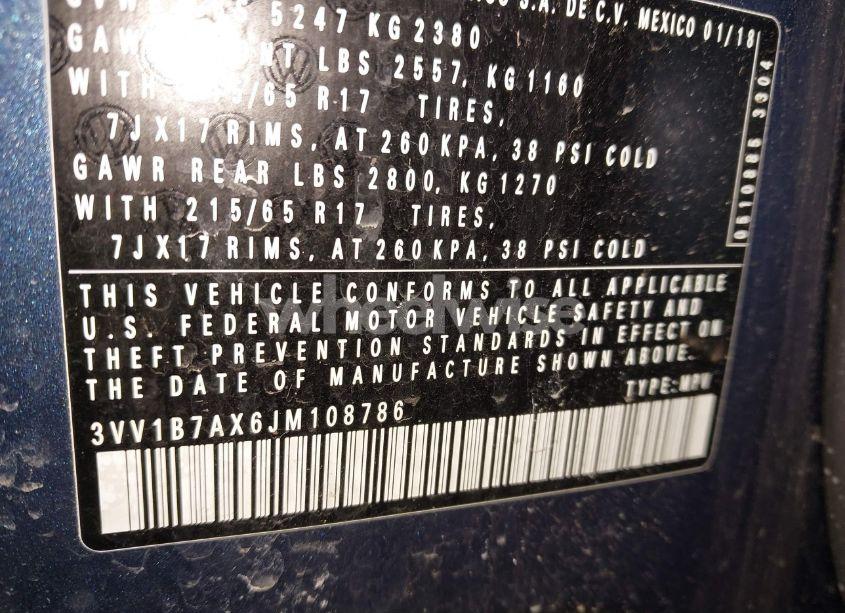 S.A. DE C.V. MEXICO 01/18
5247 KG 2380
LBS 2557, KG 1160
WITH /65 R17 TIRES,
7JX17 RIMS, AT 260 KPA, 38 PSI COLD
GAWR REAR LBS 2800, KG 1270
WITH 215/65 R17 TIRES,
7JX17 RIMS, AT 260 KPA, 38 PSI COLD
THIS VEHICLE CONFORMS TO ALL APPLICABLE
U.S. FEDERAL MOTOR VEHICLE SAFETY AND
THEFT PREVENTION STANDARDS IN EFFECT ON
THE DATE OF MANUFACTURE SHOWN ABOVE.
TYPE: MPV
3VV1B7AX6JM108786
wheelwise